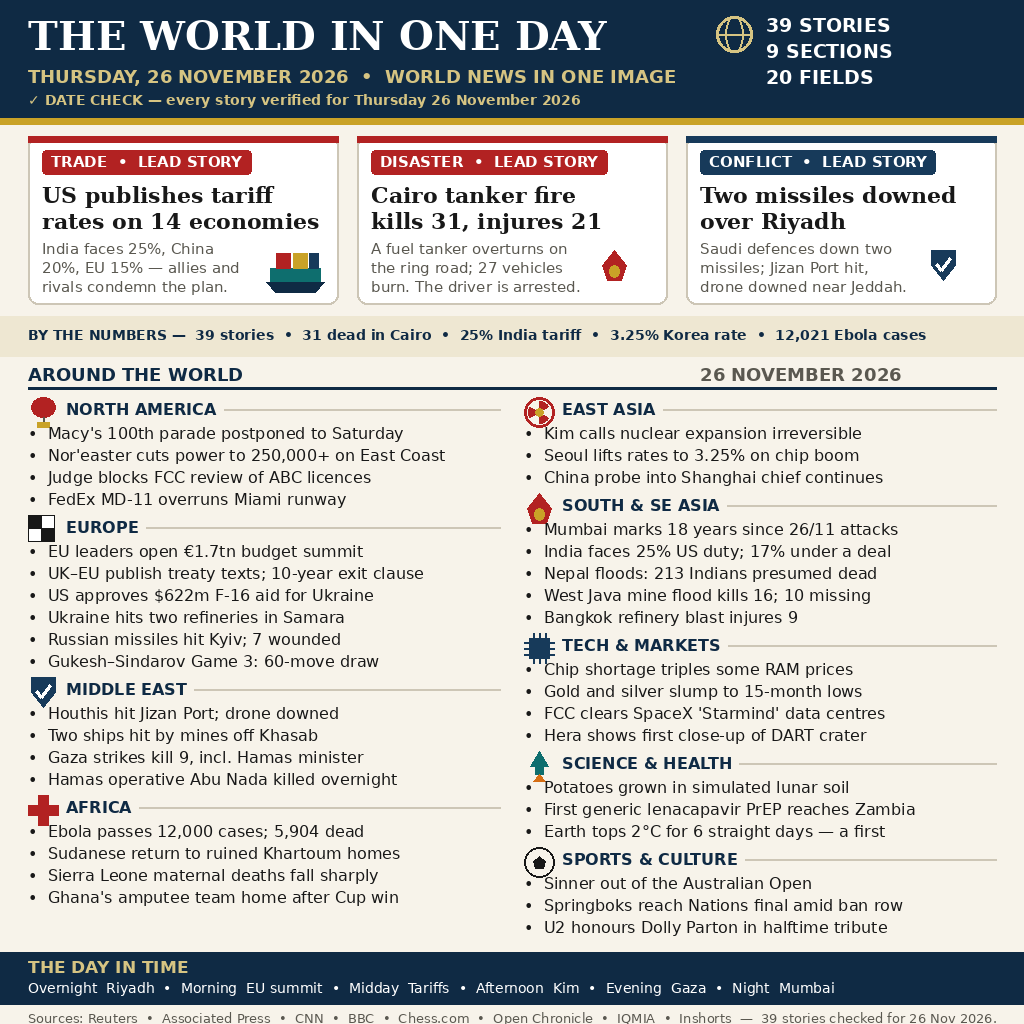 THE WORLD IN ONE DAY
THURSDAY, 26 NOVEMBER 2026 • WORLD NEWS IN ONE IMAGE
✓ DATE CHECK — every story verified for Thursday 26 November 2026
39 STORIES
9 SECTIONS
20 FIELDS
TRADE • LEAD STORY
US publishes tariff
rates on 14 economies
India faces 25%, China
20%, EU 15% — allies and
rivals condemn the plan.
DISASTER • LEAD STORY
Cairo tanker fire
kills 31, injures 21
A fuel tanker overturns on
the ring road; 27 vehicles
burn. The driver is arrested.
CONFLICT • LEAD STORY
Two missiles downed
over Riyadh
Saudi defences down two
missiles; Jizan Port hit,
drone downed near Jeddah.
BY THE NUMBERS — 39 stories • 31 dead in Cairo • 25% India tariff • 3.25% Korea rate • 12,021 Ebola cases
AROUND THE WORLD
26 NOVEMBER 2026
NORTH AMERICA
• Macy's 100th parade postponed to Saturday
• Nor'easter cuts power to 250,000+ on East Coast
• Judge blocks FCC review of ABC licences
• FedEx MD-11 overruns Miami runway
EUROPE
• EU leaders open €1.7tn budget summit
• UK–EU publish treaty texts; 10-year exit clause
• US approves $622m F-16 aid for Ukraine
• Ukraine hits two refineries in Samara
• Russian missiles hit Kyiv; 7 wounded
• Gukesh–Sindarov Game 3: 60-move draw
MIDDLE EAST
• Houthis hit Jizan Port; drone downed
• Two ships hit by mines off Khasab
• Gaza strikes kill 9, incl. Hamas minister
• Hamas operative Abu Nada killed overnight
AFRICA
• Ebola passes 12,000 cases; 5,904 dead
• Sudanese return to ruined Khartoum homes
• Sierra Leone maternal deaths fall sharply
• Ghana's amputee team home after Cup win
EAST ASIA
• Kim calls nuclear expansion irreversible
• Seoul lifts rates to 3.25% on chip boom
• China probe into Shanghai chief continues
SOUTH & SE ASIA
• Mumbai marks 18 years since 26/11 attacks
• India faces 25% US duty; 17% under a deal
• Nepal floods: 213 Indians presumed dead
• West Java mine flood kills 16; 10 missing
• Bangkok refinery blast injures 9
TECH & MARKETS
• Chip shortage triples some RAM prices
• Gold and silver slump to 15-month lows
• FCC clears SpaceX 'Starmind' data centres
• Hera shows first close-up of DART crater
SCIENCE & HEALTH
• Potatoes grown in simulated lunar soil
• First generic lenacapavir PrEP reaches Zambia
• Earth tops 2°C for 6 straight days — a first
SPORTS & CULTURE
• Sinner out of the Australian Open
• Springboks reach Nations final amid ban row
• U2 honours Dolly Parton in halftime tribute
THE DAY IN TIME
Overnight Riyadh • Morning EU summit • Midday Tariffs • Afternoon Kim • Evening Gaza • Night Mumbai
Sources: Reuters • Associated Press • CNN • BBC • Chess.com • Open Chronicle • IQMIA • Inshorts — 39 stories checked for 26 Nov 2026.